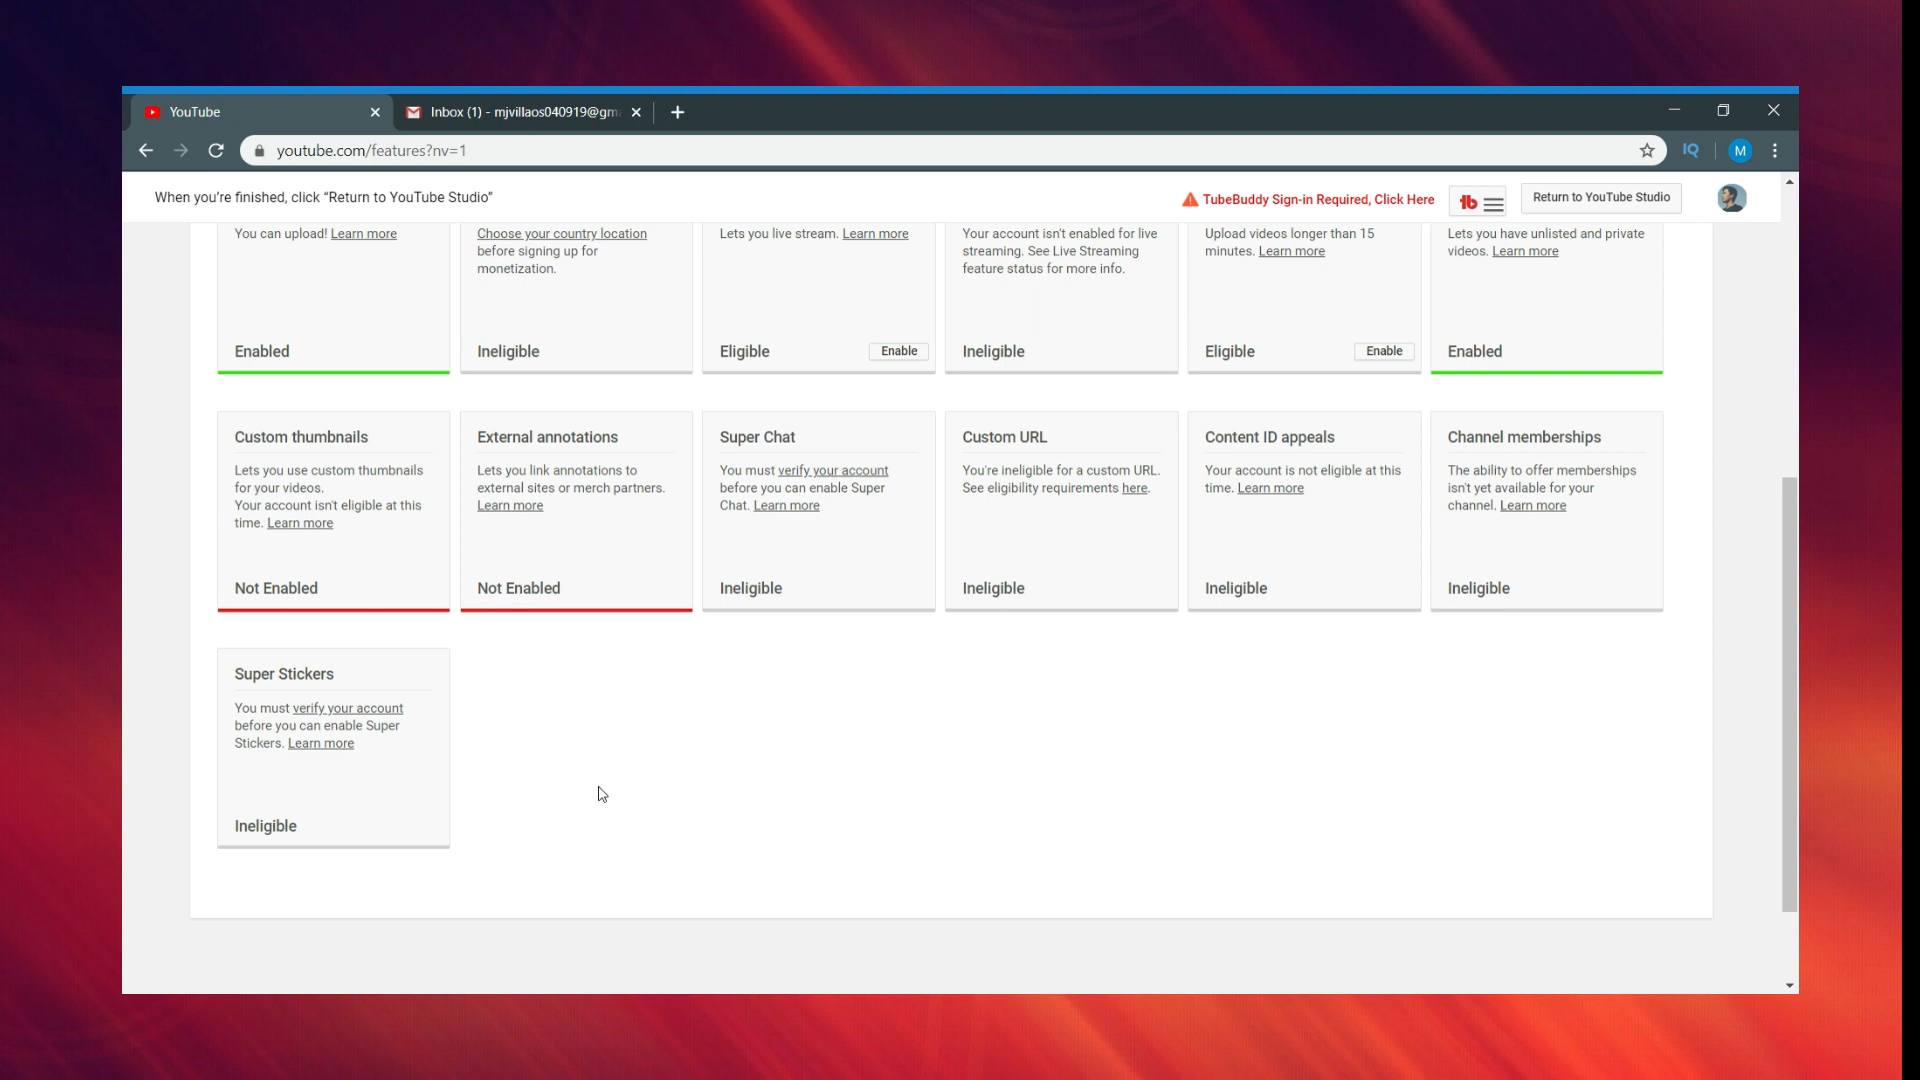 YouTube
Inbox (1) - mjvillaos040919@gm
youtube.com/features?nv=1
IQ
M
When you're finished, click “Return to YouTube Studio”
TubeBuddy Sign-in Required, Click Here
tb
Return to YouTube Studio
You can upload! Learn more
Enabled
Choose your country location
before signing up for
monetization.
Ineligible
Lets you live stream. Learn more
Eligible
Enable
Your account isn't enabled for live
streaming. See Live Streaming
feature status for more info.
Ineligible
Upload videos longer than 15
minutes. Learn more
Eligible
Enable
Lets you have unlisted and private
videos. Learn more
Enabled
Custom thumbnails
Lets you use custom thumbnails
for your videos.
Your account isn't eligible at this
time. Learn more
Not Enabled
External annotations
Lets you link annotations to
external sites or merch partners.
Learn more
Not Enabled
Super Chat
You must verify your account
before you can enable Super
Chat. Learn more
Ineligible
Custom URL
You're ineligible for a custom URL.
See eligibility requirements here.
Ineligible
Content ID appeals
Your account is not eligible at this
time. Learn more
Ineligible
Channel memberships
The ability to offer memberships
isn't yet available for your
channel. Learn more
Ineligible
Super Stickers
You must verify your account
before you can enable Super
Stickers. Learn more
Ineligible